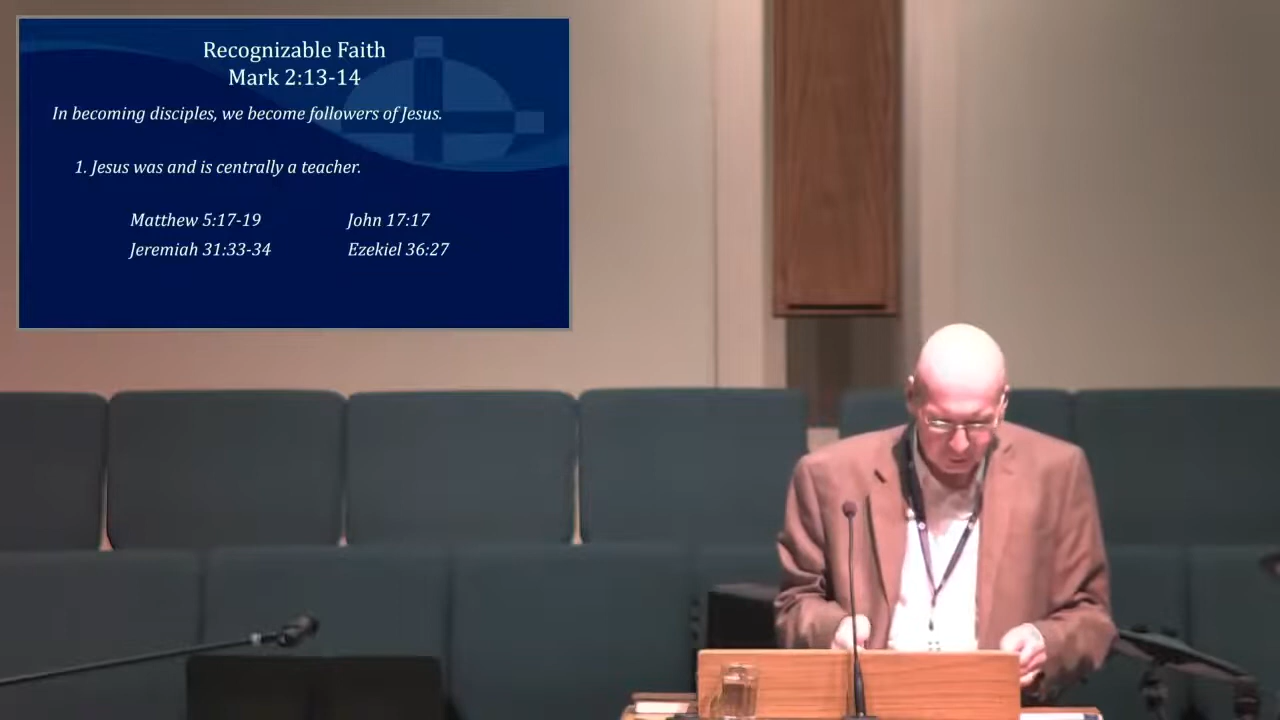 Recognizable Faith
Mark 2:13-14
In becoming disciples, we become followers of Jesus.
1. Jesus was and is centrally a teacher.
Matthew 5:17-19 John 17:17
Jeremiah 31:33-34 Ezekiel 36:27